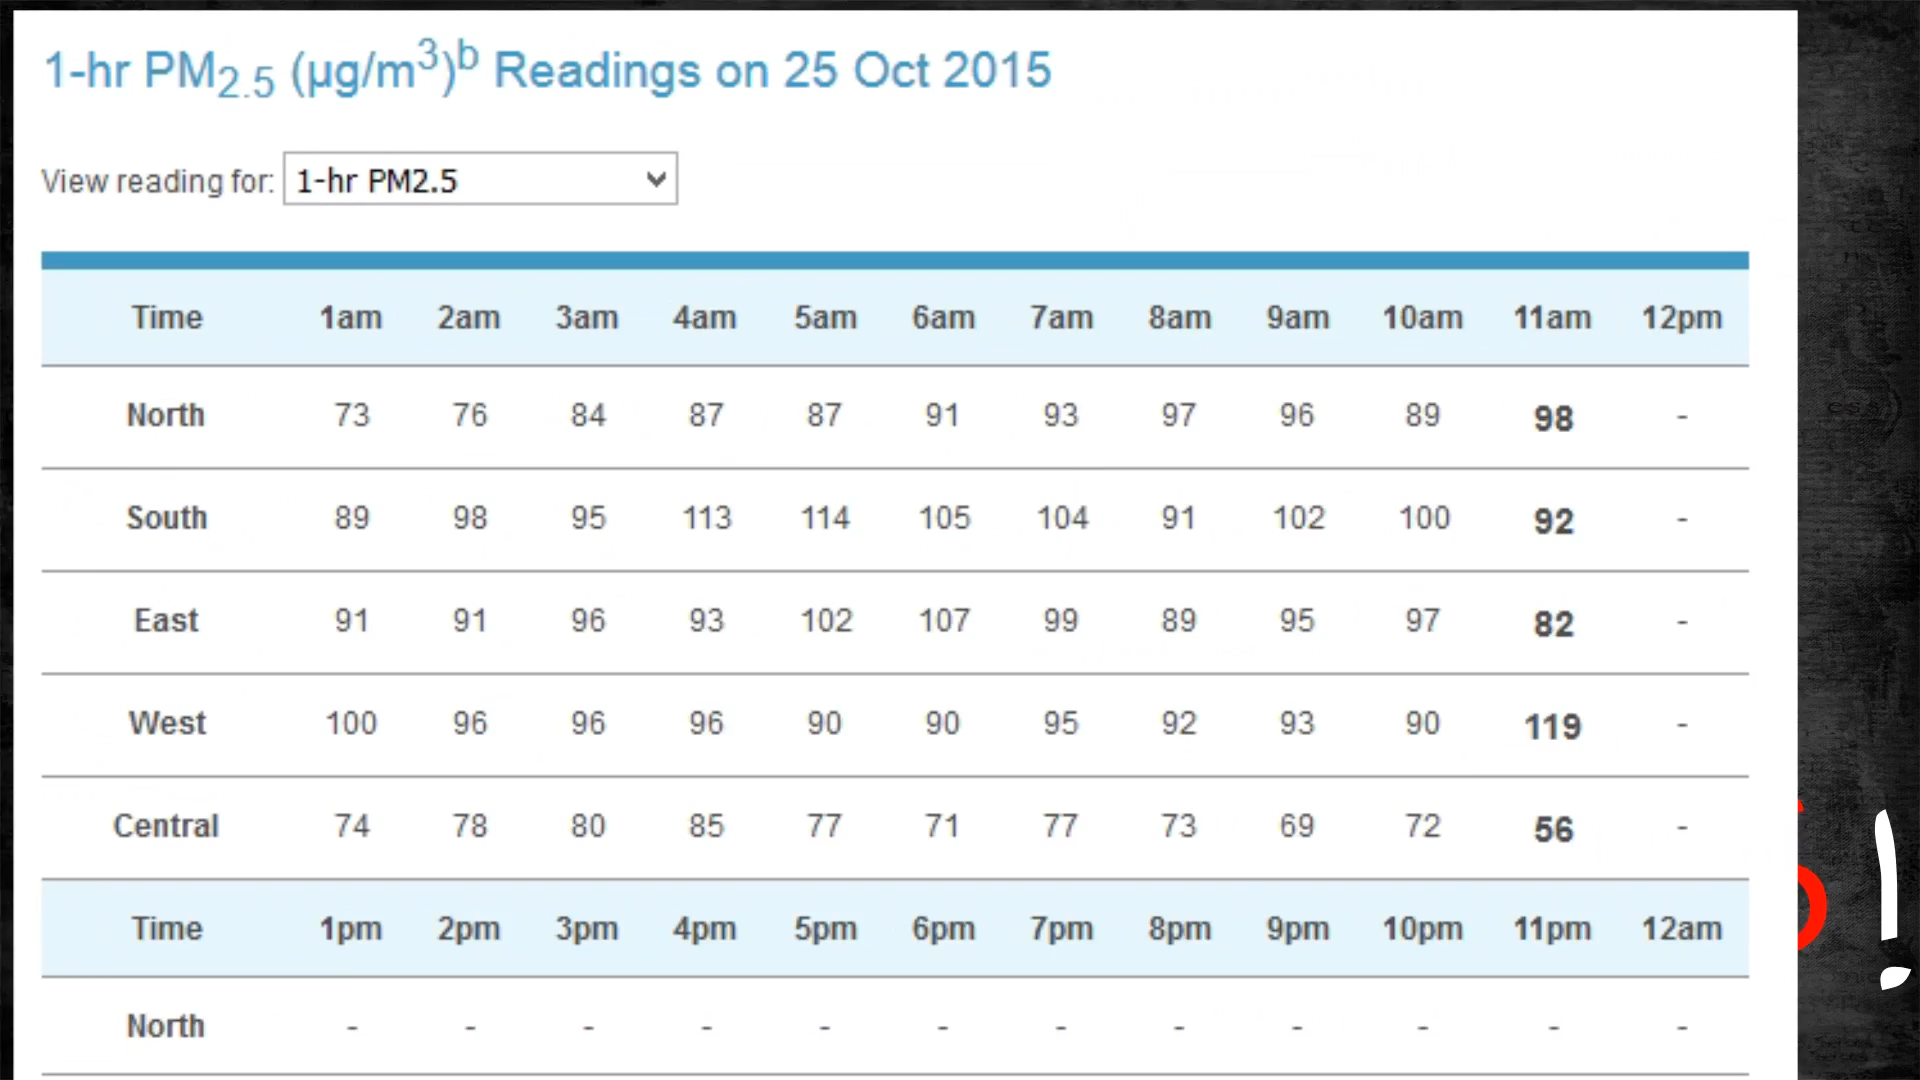 1-hr PM2.5 (µg/m3)b Readings on 25 Oct 2015
View reading for: 1-hr PM2.5
Time 1am 2am 3am 4am 5am 6am 7am 8am 9am 10am 11am 12pm
North 73 76 84 87 87 91 93 97 96 89 98 -
South 89 98 95 113 114 105 104 91 102 100 92 -
East 91 91 96 93 102 107 99 89 95 97 82 -
West 100 96 96 96 90 90 95 92 93 90 119 -
Central 74 78 80 85 77 71 77 73 69 72 56 -
Time 1pm 2pm 3pm 4pm 5pm 6pm 7pm 8pm 9pm 10pm 11pm 12am
North - - - - - - - - - - - -
!